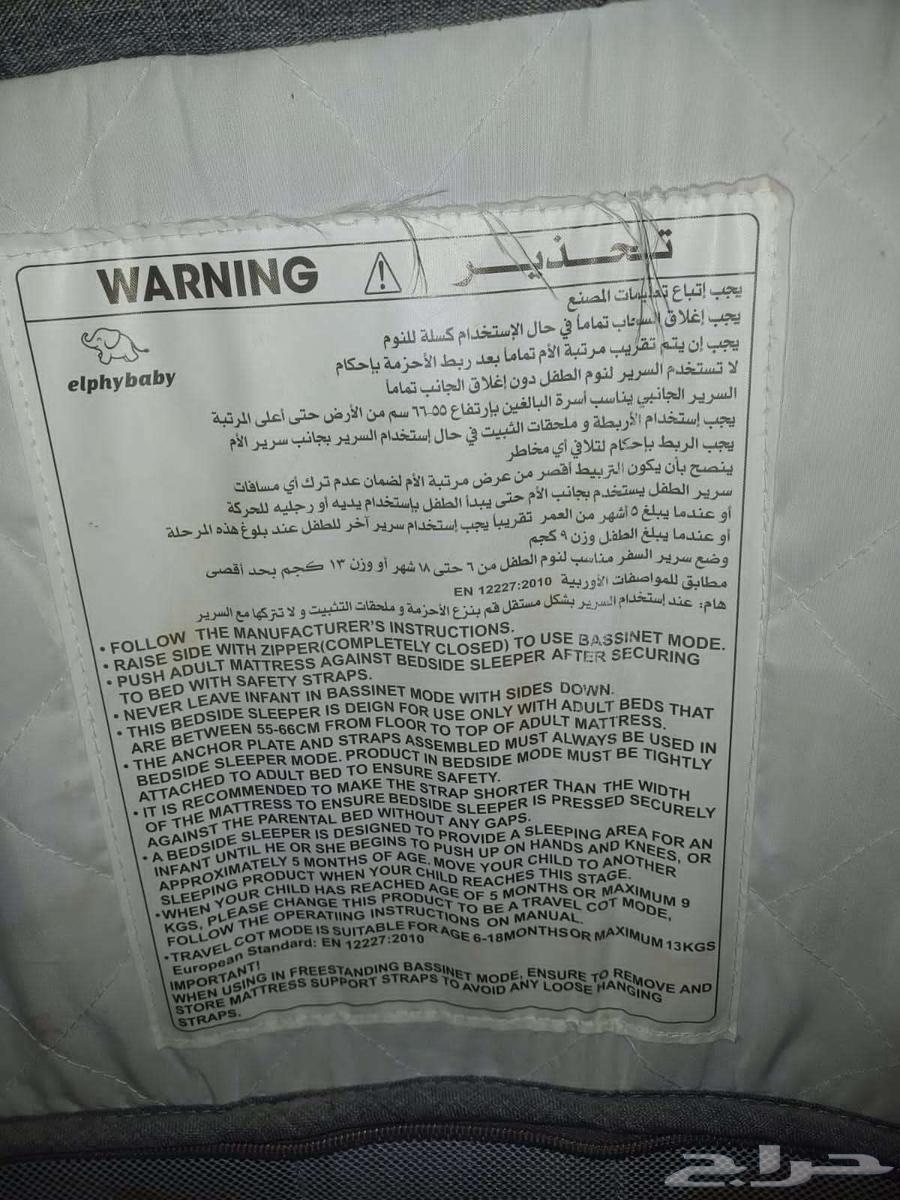 WARNING
تحذير
elphybaby
يجب إتباع تعليمات المصنع
يجب إغلاق السحاب تماماً في حال الإستخدام كسلة للنوم
يجب إن يتم تقريب مرتبة الأم تماماً بعد ربط الأحزمة بإحكام
لا تستخدم السرير لنوم الطفل دون إغلاق الجانب تماماً
السرير الجانبي يناسب أسرة البالغين بإرتفاع ٥٥-٦٦ سم من الأرض حتى أعلى المرتبة
يجب إستخدام الأربطة و ملحقات الثبيت في حال إستخدام السرير بجانب سرير الأم
يجب الربط بإحكام لتلافي أي مخاطر
ينصح بأن يكون التربيط أقصر من عرض مرتبة الأم لضمان عدم ترك أي مسافات
سرير الطفل يستخدم بجانب الأم حتى يبدأ الطفل بإستخدام يديه أو رجليه للحركة
أو عندما يبلغ ٥ أشهر من العمر تقريباً يجب إستخدام سرير آخر للطفل عند بلوغ هذه المرحلة
أو عندما يبلغ الطفل وزن ٩ كجم
وضع سرير السفر مناسب لنوم الطفل من ٦ حتى ١٨ شهر أو وزن ١٣ كجم بحد أقصى
مطابق للمواصفات الأوربية EN 12227:2010
هام: عند إستخدام السرير بشكل مستقل قم بنزع الأحزمة و ملحقات التثبيت و لا تتركها مع السرير
• FOLLOW THE MANUFACTURER'S INSTRUCTIONS.
• RAISE SIDE WITH ZIPPER(COMPLETELY CLOSED) TO USE BASSINET MODE.
• PUSH ADULT MATTRESS AGAINST BEDSIDE SLEEPER AFTER SECURING
TO BED WITH SAFETY STRAPS.
• NEVER LEAVE INFANT IN BASSINET MODE WITH SIDES DOWN.
• THIS BEDSIDE SLEEPER IS DEIGN FOR USE ONLY WITH ADULT BEDS THAT
ARE BETWEEN 55-66CM FROM FLOOR TO TOP OF ADULT MATTRESS.
• THE ANCHOR PLATE AND STRAPS ASSEMBLED MUST ALWAYS BE USED IN
BEDSIDE SLEEPER MODE. PRODUCT IN BEDSIDE MODE MUST BE TIGHTLY
ATTACHED TO ADULT BED TO ENSURE SAFETY.
• IT IS RECOMMENDED TO MAKE THE STRAP SHORTER THAN THE WIDTH
OF THE MATTRESS TO ENSURE BEDSIDE SLEEPER IS PRESSED SECURELY
AGAINST THE PARENTAL BED WITHOUT ANY GAPS.
• A BEDSIDE SLEEPER IS DESIGNED TO PROVIDE A SLEEPING AREA FOR AN
INFANT UNTIL HE OR SHE BEGINS TO PUSH UP ON HANDS AND KNEES, OR
APPROXIMATELY 5 MONTHS OF AGE. MOVE YOUR CHILD TO ANOTHER
SLEEPING PRODUCT WHEN YOUR CHILD REACHES THIS STAGE.
• WHEN YOUR CHILD HAS REACHED AGE OF 5 MONTHS OR MAXIMUM 9
KGS, PLEASE CHANGE THIS PRODUCT TO BE A TRAVEL COT MODE,
FOLLOW THE OPERATIING INSTRUCTIONS ON MANUAL.
• TRAVEL COT MODE IS SUITABLE FOR AGE 6-18MONTHS OR MAXIMUM 13KGS
European Standard: EN 12227:2010
IMPORTANT!
WHEN USING IN FREESTANDING BASSINET MODE, ENSURE TO REMOVE AND
STORE MATTRESS SUPPORT STRAPS TO AVOID ANY LOOSE HANGING
STRAPS.
حراج